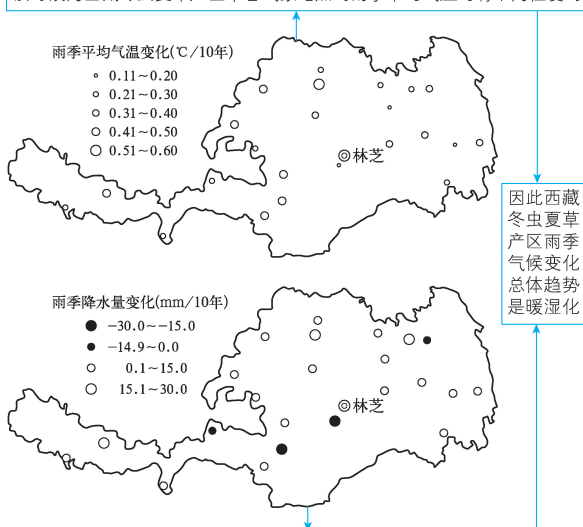 雨季平均气温变化(℃/10年)
0.11~0.20
0.21~0.30
0.31~0.40
0.41~0.50
0.51~0.60
林芝
因此西藏
冬虫夏草
产区雨季
气候变化
总体趋势
是暖湿化
雨季降水量变化(mm/10年)
−30.0~−15.0
−14.9~0.0
0.1~15.0
15.1~30.0
林芝